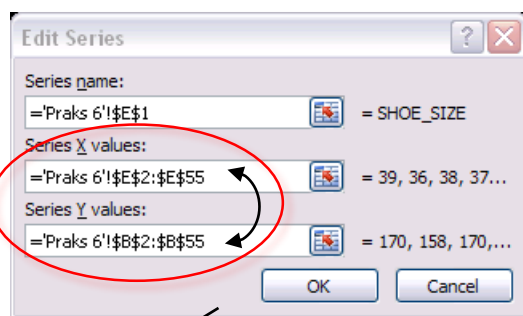 Edit Series
Series name:
='Praks 6'!$E$1 = SHOE_SIZE
Series X values:
='Praks 6'!$E$2:$E$55 = 39, 36, 38, 37...
Series Y values:
='Praks 6'!$B$2:$B$55 = 170, 158, 170,...
OK Cancel